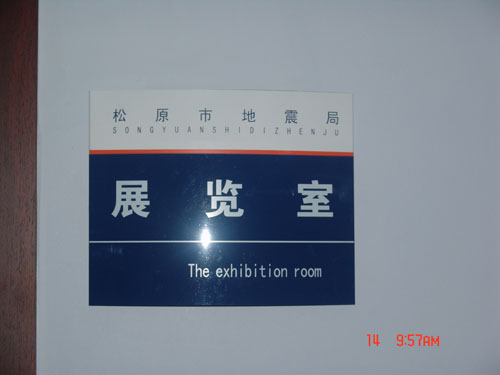 松原市地震局
SONGYUANSHIDIZHENJU
展览室
The exhibition room
14 9:57AM